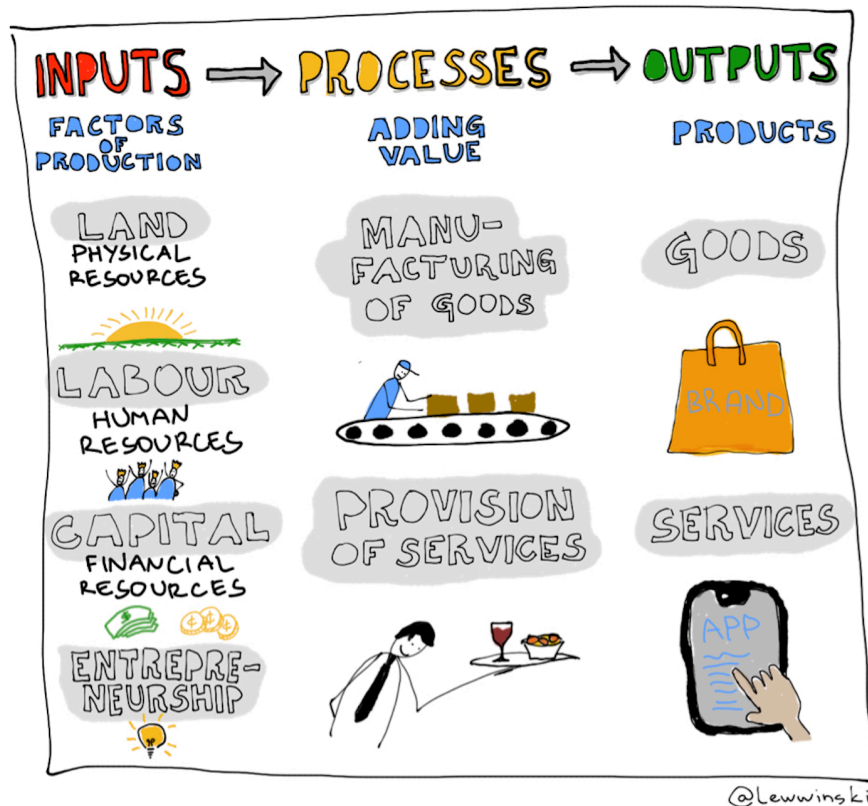 INPUTS → PROCESSES → OUTPUTS
FACTORS
OF
PRODUCTION
ADDING
VALUE
PRODUCTS
LAND
PHYSICAL
RESOURCES
LABOUR
HUMAN
RESOURCES
CAPITAL
FINANCIAL
RESOURCES
$
¢ ¢ ¢
ENTREPRE-
NEURSHIP
MANU-
FACTURING
OF GOODS
PROVISION
OF SERVICES
GOODS
BRAND
SERVICES
APP
@Lewwinski